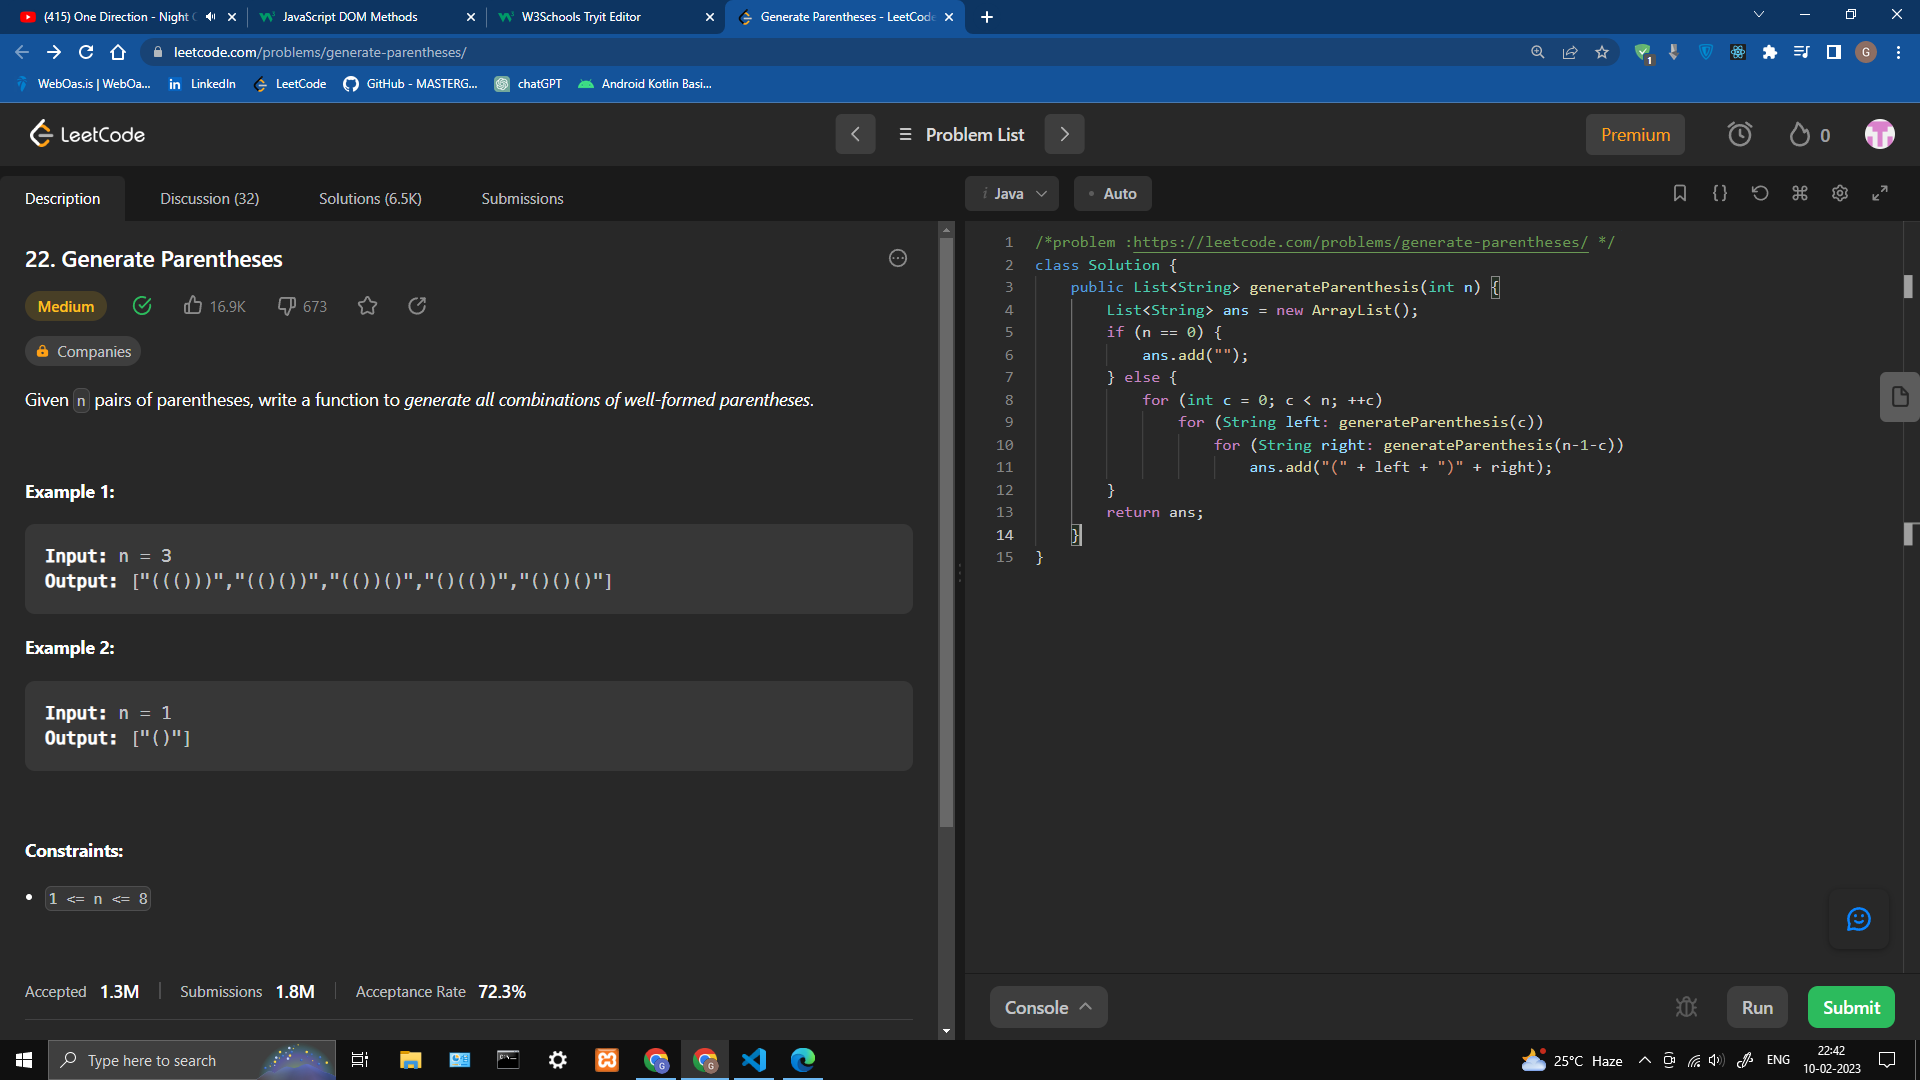 (415) One Direction - Night
JavaScript DOM Methods
W3Schools Tryit Editor
Generate Parentheses - LeetCode
leetcode.com/problems/generate-parentheses/
1
G
WebOas.is | WebOa...
LinkedIn
LeetCode
GitHub - MASTERG...
chatGPT
Android Kotlin Basi...
LeetCode
Problem List
Premium
0
Description
Discussion (32)
Solutions (6.5K)
Submissions
i Java
Auto
22. Generate Parentheses
Medium
16.9K
673
Companies
Given n pairs of parentheses, write a function to generate all combinations of well-formed parentheses.
Example 1:
Input: n = 3
Output: ["((()))","(()())","(())()","()(())","()()()"]
Example 2:
Input: n = 1
Output: ["()"]
Constraints:
1 <= n <= 8
Accepted 1.3M
Submissions 1.8M
Acceptance Rate 72.3%
1 /*problem :https://leetcode.com/problems/generate-parentheses/ */
2 class Solution {
3 public List<String> generateParenthesis(int n) {
4 List<String> ans = new ArrayList();
5 if (n == 0) {
6 ans.add("");
7 } else {
8 for (int c = 0; c < n; ++c)
9 for (String left: generateParenthesis(c))
10 for (String right: generateParenthesis(n-1-c))
11 ans.add("(" + left + ")" + right);
12 }
13 return ans;
14 }
15 }
Console
Run
Submit
Type here to search
25°C Haze
ENG
22:42
10-02-2023